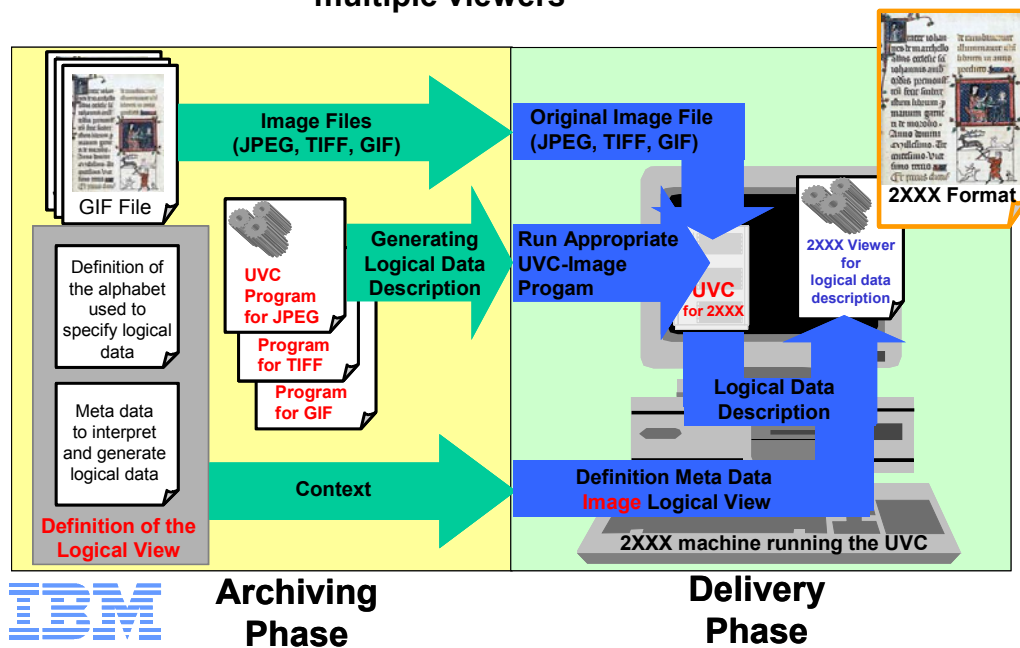 multiple viewers
Image Files
(JPEG, TIFF, GIF)
GIF File
Definition of
the alphabet
used to
specify logical
data
Meta data
to interpret
and generate
logical data
Definition of the
Logical View
UVC
Program
for JPEG
Program
for TIFF
Program
for GIF
Generating
Logical Data
Description
Context
Original Image File
(JPEG, TIFF, GIF)
Run Appropriate
UVC-Image
Progam
UVC
for 2XXX
2XXX Viewer
for
logical data
description
2XXX Format
Logical Data
Description
Definition Meta Data
Image Logical View
2XXX machine running the UVC
IBM
Archiving
Phase
Delivery
Phase